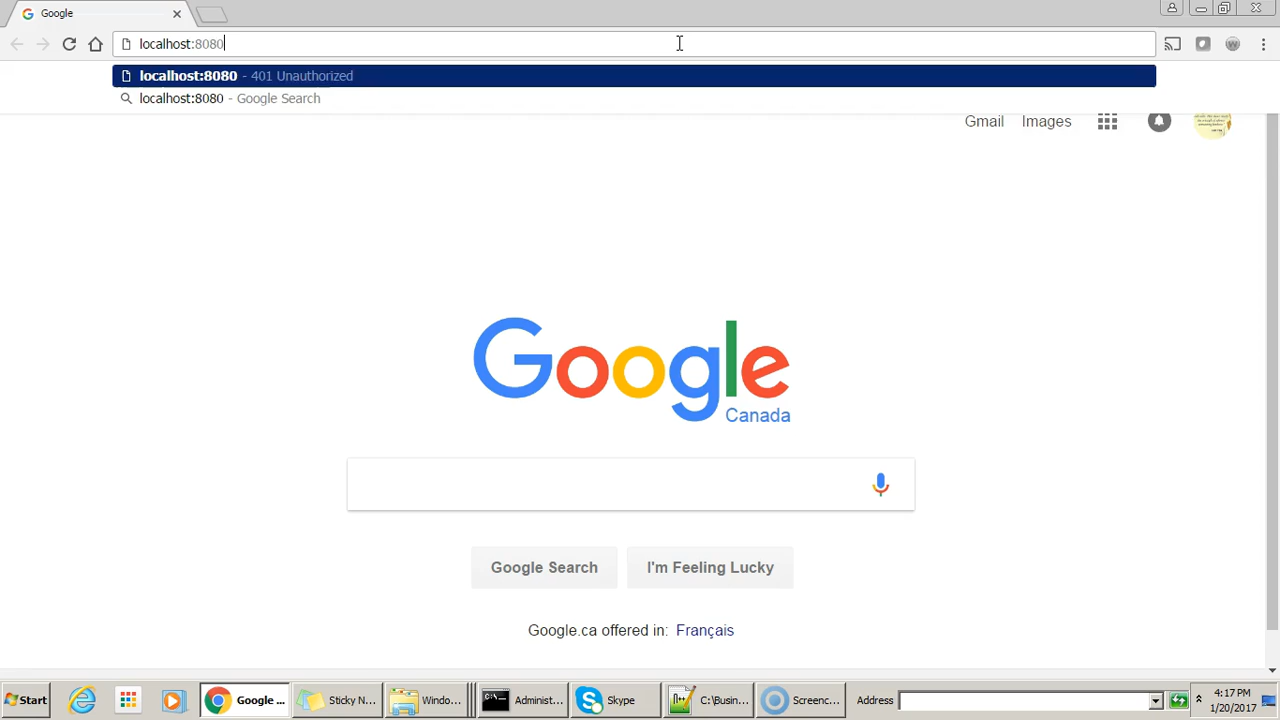 Google
localhost:8080
localhost:8080 - 401 Unauthorized
localhost:8080 - Google Search
Gmail Images
Google
Canada
Google Search I'm Feeling Lucky
Google.ca offered in: Français
Start Google ... Sticky N... Windo... Administ... Skype C:\Busin... Screenc... Address 4:17 PM
1/20/2017